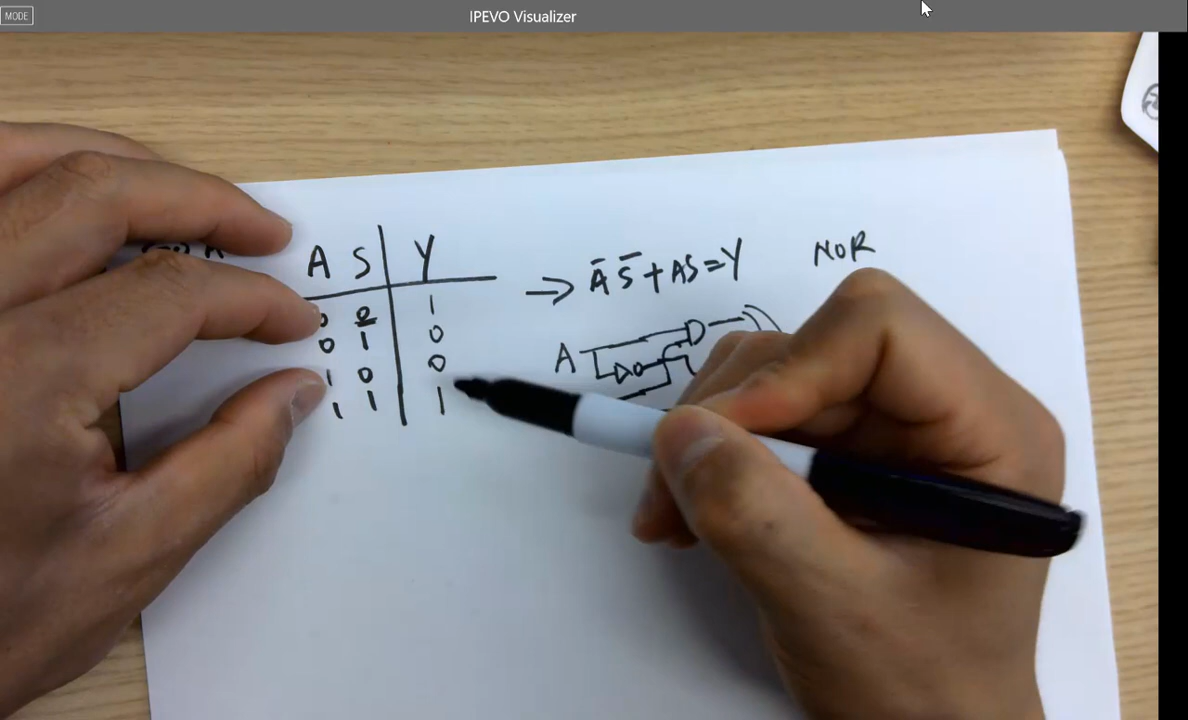 MODE
IPEVO Visualizer
A S Y
0 0 1
0 1 0
1 0 0
1 1 1
→ A̅ S̅ + AS = Y
NOR
A